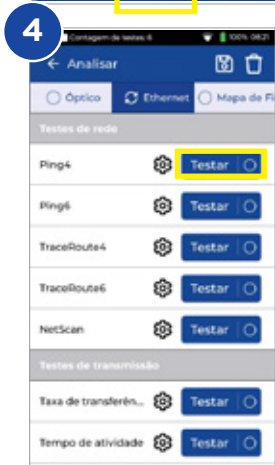 4
Contagem de testes: 6 100% 06:21
← Analisar
Óptico Ethernet Mapa de Fi
Testes de rede
Ping4 Testar
Ping6 Testar
TraceRoute4 Testar
TraceRoute6 Testar
NetScan Testar
Testes de transmissão
Taxa de transferên... Testar
Tempo de atividade Testar